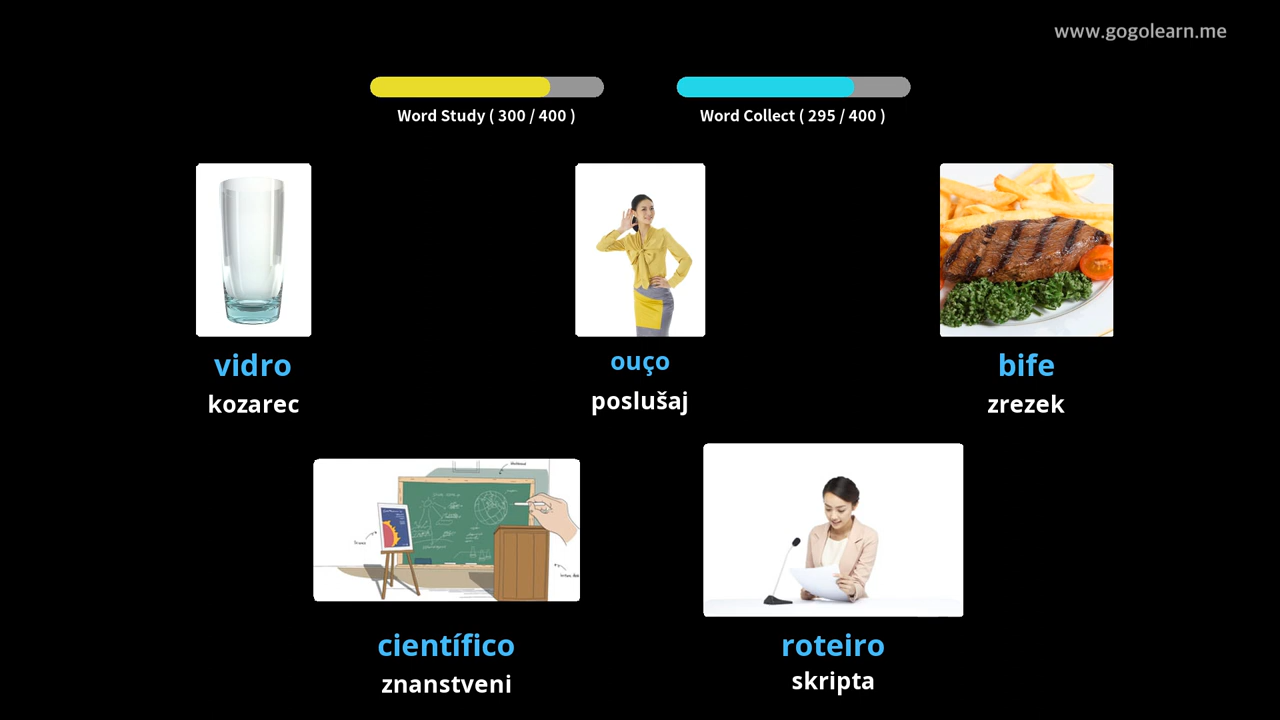 www.gogolearn.me
Word Study ( 300 / 400 )
Word Collect ( 295 / 400 )
vidro
kozarec
ouço
poslušaj
bife
zrezek
científico
znanstveni
roteiro
skripta